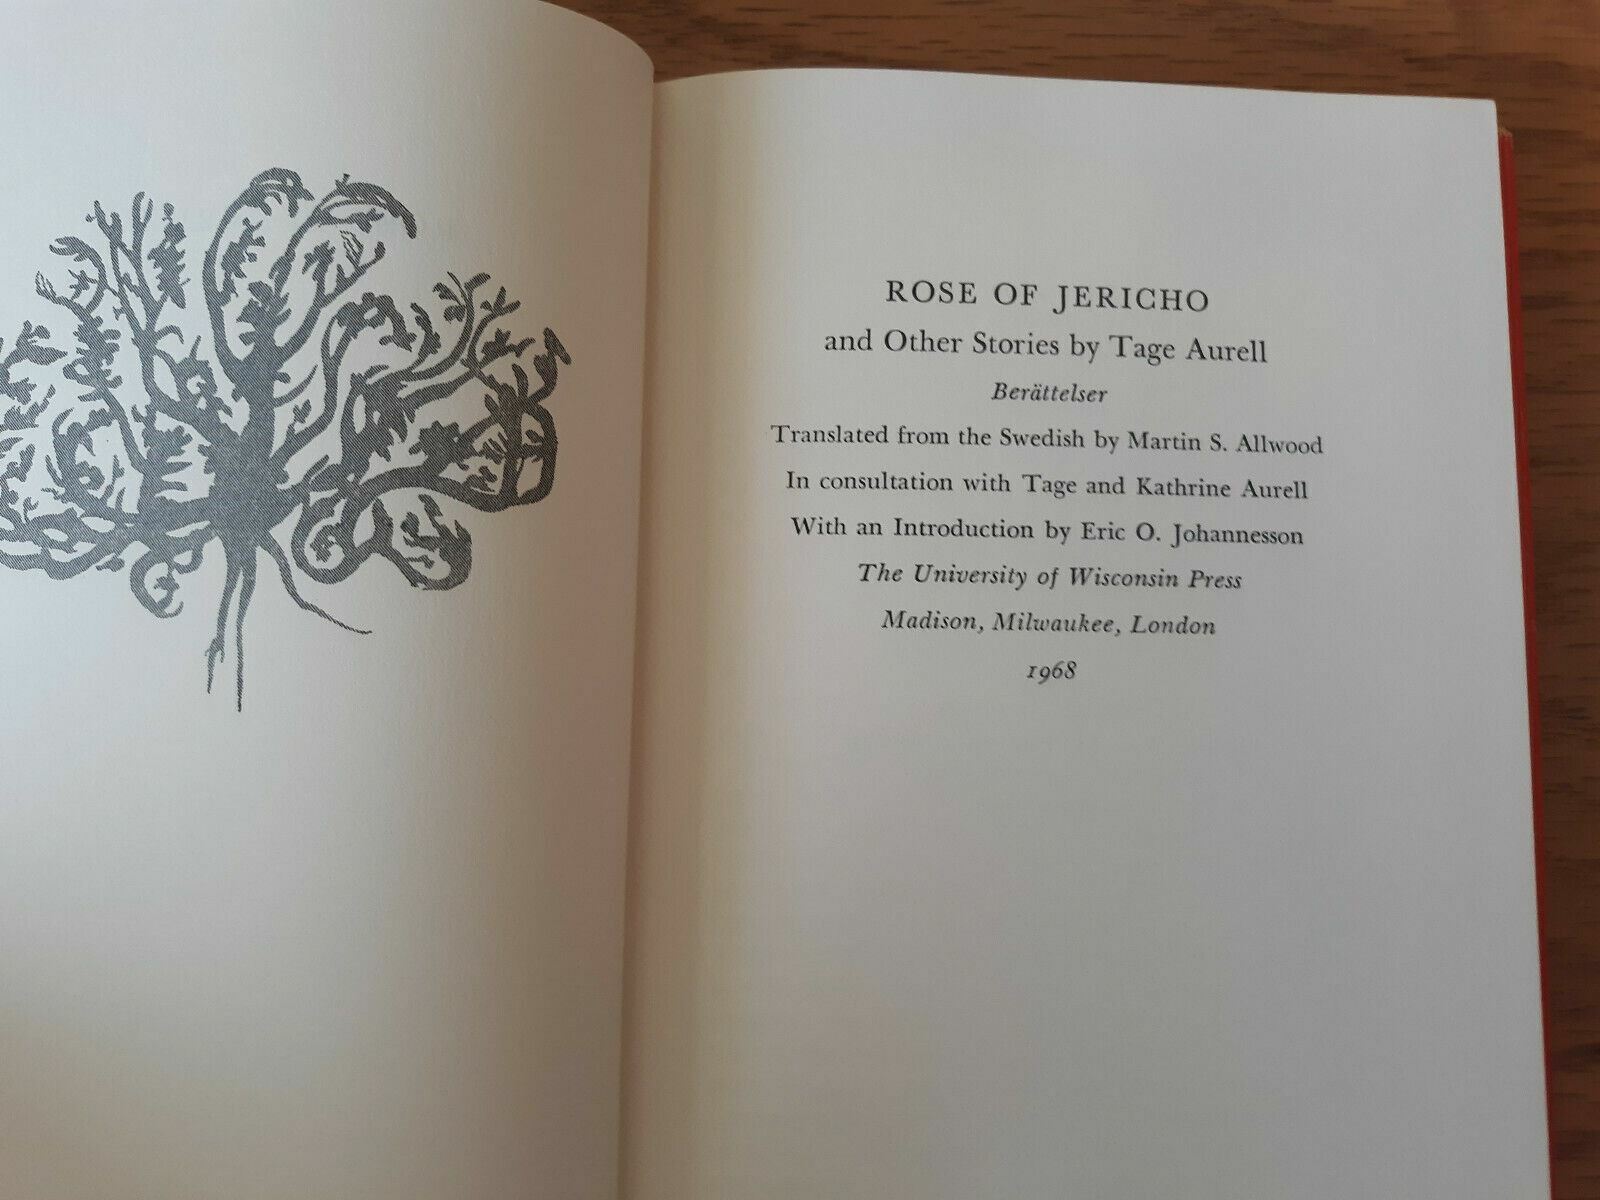 ROSE OF JERICHO
and Other Stories by Tage Aurell
Berättelser
Translated from the Swedish by Martin S. Allwood
In consultation with Tage and Kathrine Aurell
With an Introduction by Eric O. Johannesson
The University of Wisconsin Press
Madison, Milwaukee, London
1968